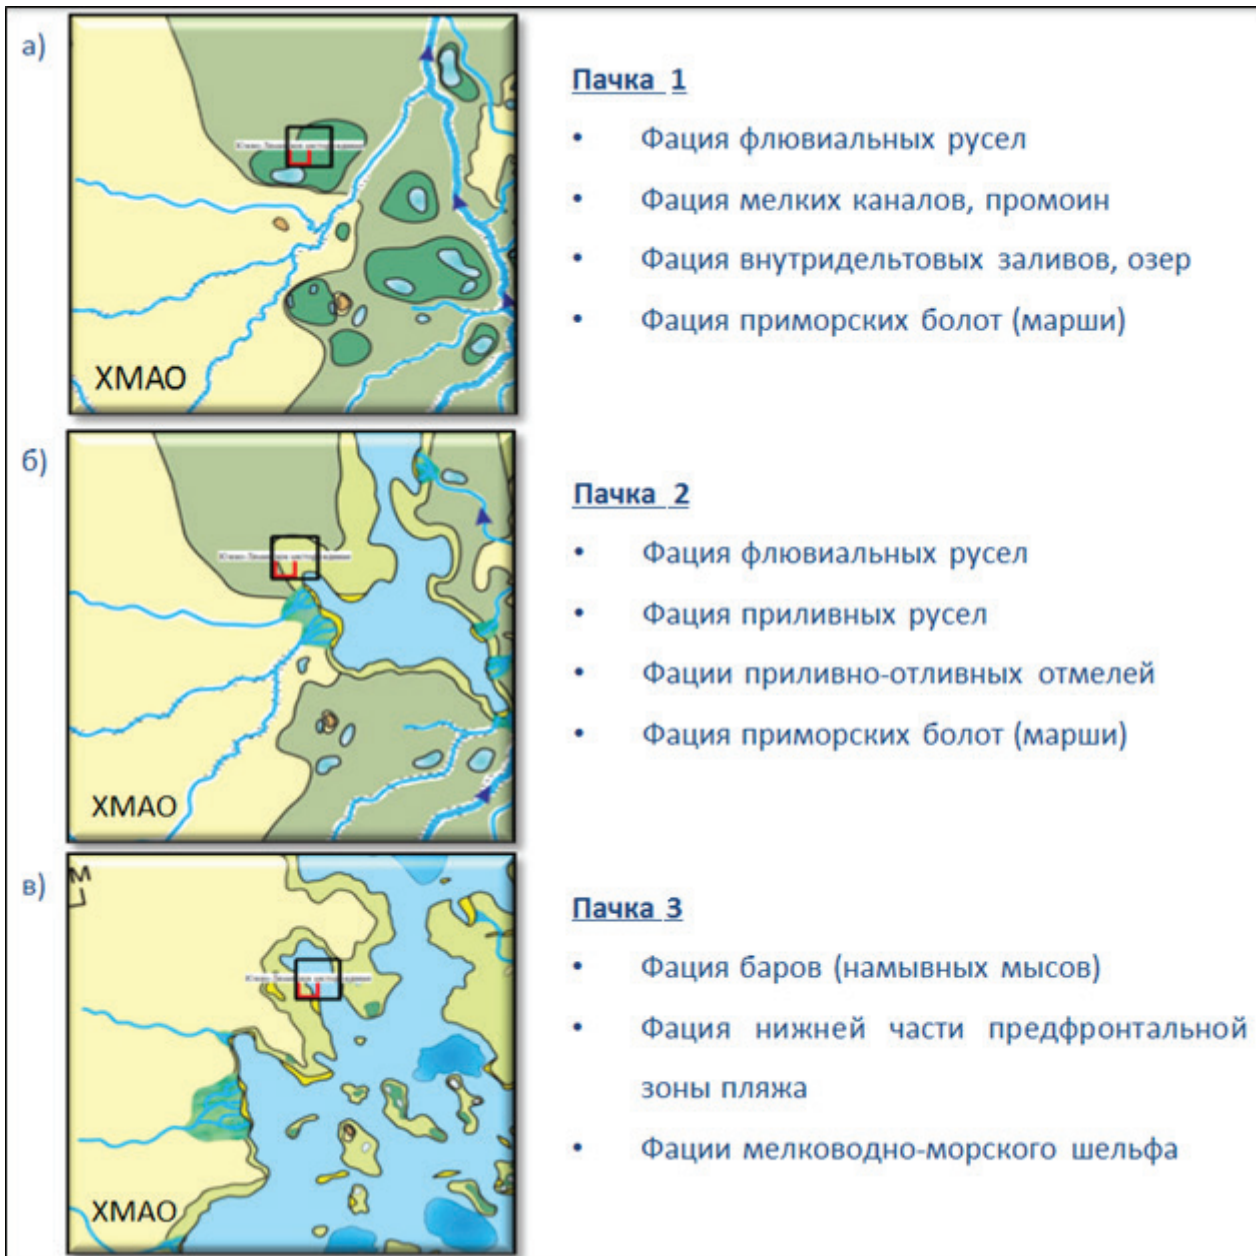 а)
Пачка 1
• Фация флювиальных русел
• Фация мелких каналов, промоин
• Фация внутридельтовых заливов, озер
• Фация приморских болот (марши)
ХМАО
б)
Пачка 2
• Фация флювиальных русел
• Фация приливных русел
• Фации приливно-отливных отмелей
• Фация приморских болот (марши)
ХМАО
в)
М
Пачка 3
• Фация баров (намывных мысов)
• Фация нижней части предфронтальной
зоны пляжа
• Фации мелководно-морского шельфа
ХМАО